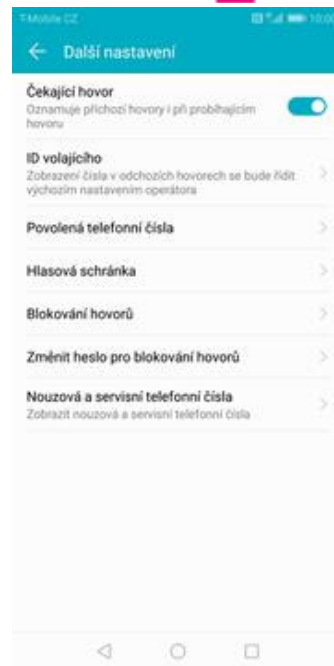 T-Mobile CZ 10:00
Další nastavení
Čekající hovor
Oznamuje příchozí hovory i při probíhajícím
hovoru
ID volajícího
Zobrazení čísla v odchozích hovorech se bude řídit
výchozím nastavením operátora
Povolená telefonní čísla
Hlasová schránka
Blokování hovorů
Změnit heslo pro blokování hovorů
Nouzová a servisní telefonní čísla
Zobrazit nouzová a servisní telefonní čísla